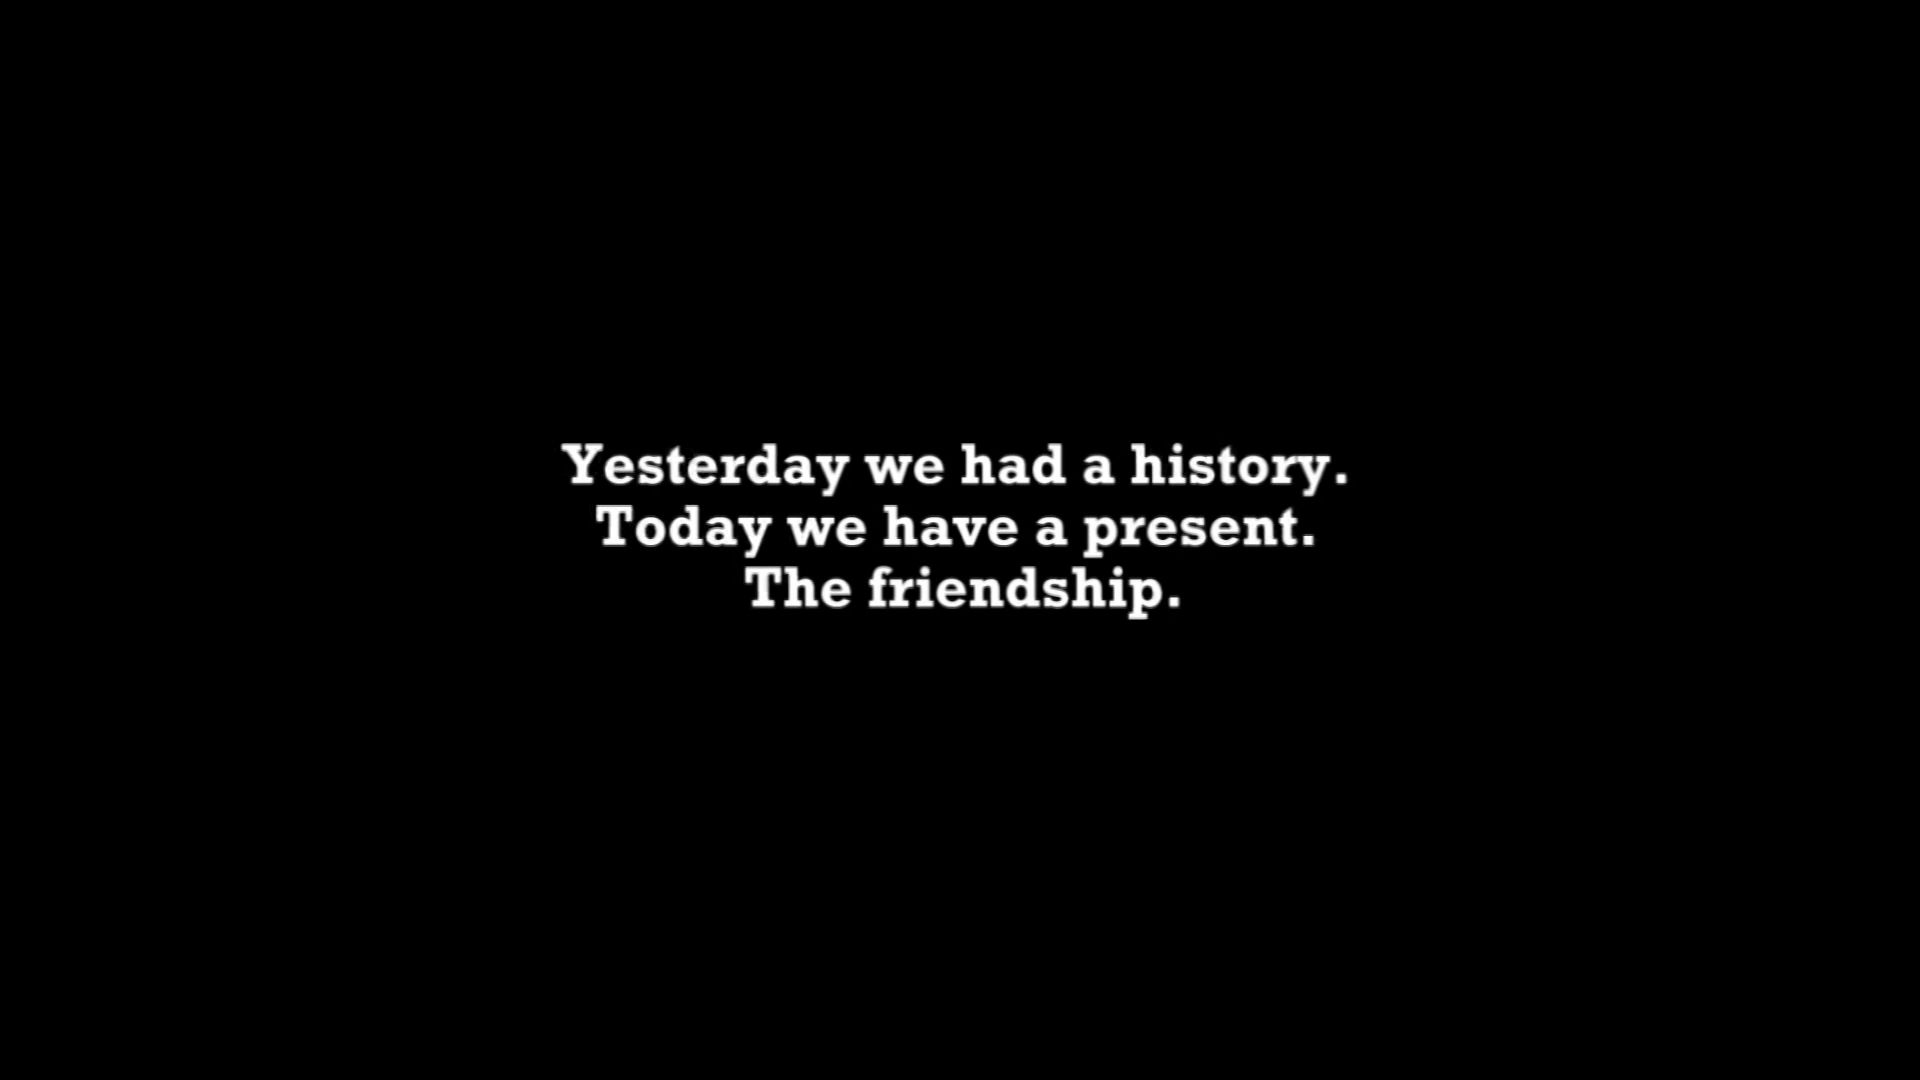 Yesterday we had a history.
Today we have a present.
The friendship.